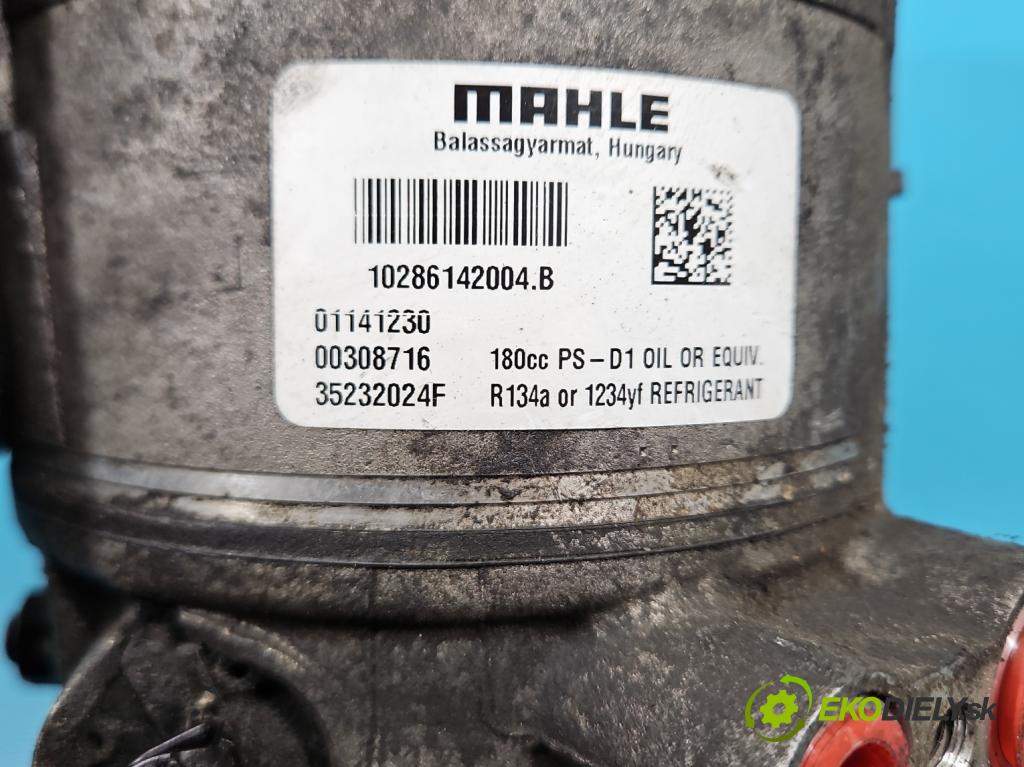 MAHLE
Balassagyarmat, Hungary
10286142004.B
01141230
00308716 180cc PS-D1 OIL OR EQUIV.
35232024F R134a or 1234yf REFRIGERANT
EKODIELY.sk